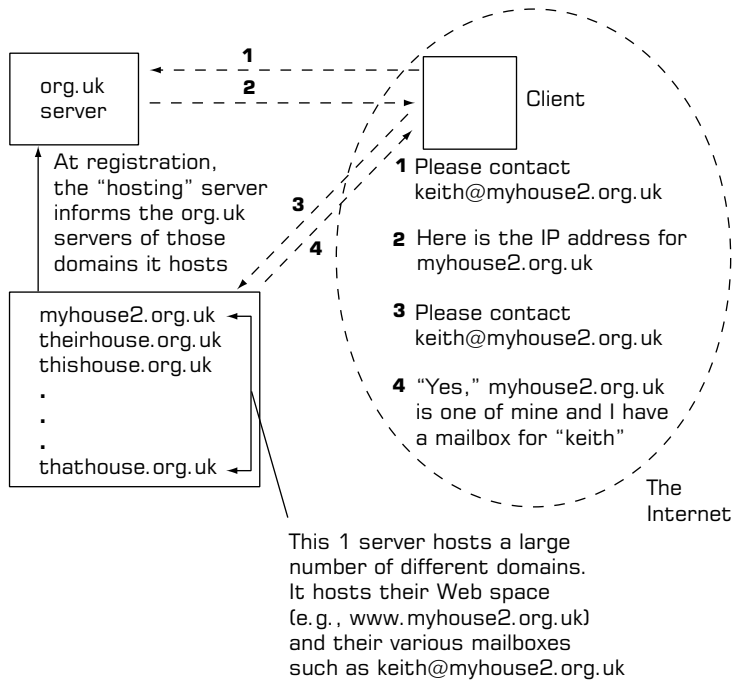 1
2
org.uk
server
Client
At registration,
the “hosting” server
informs the org.uk
servers of those
domains it hosts
3
4
1 Please contact
keith@myhouse2.org.uk
2 Here is the IP address for
myhouse2.org.uk
3 Please contact
keith@myhouse2.org.uk
4 “Yes,” myhouse2.org.uk
is one of mine and I have
a mailbox for “keith”
myhouse2.org.uk
theirhouse.org.uk
thishouse.org.uk
.
.
.
thathouse.org.uk
The
Internet
This 1 server hosts a large
number of different domains.
It hosts their Web space
(e.g., www.myhouse2.org.uk)
and their various mailboxes
such as keith@myhouse2.org.uk